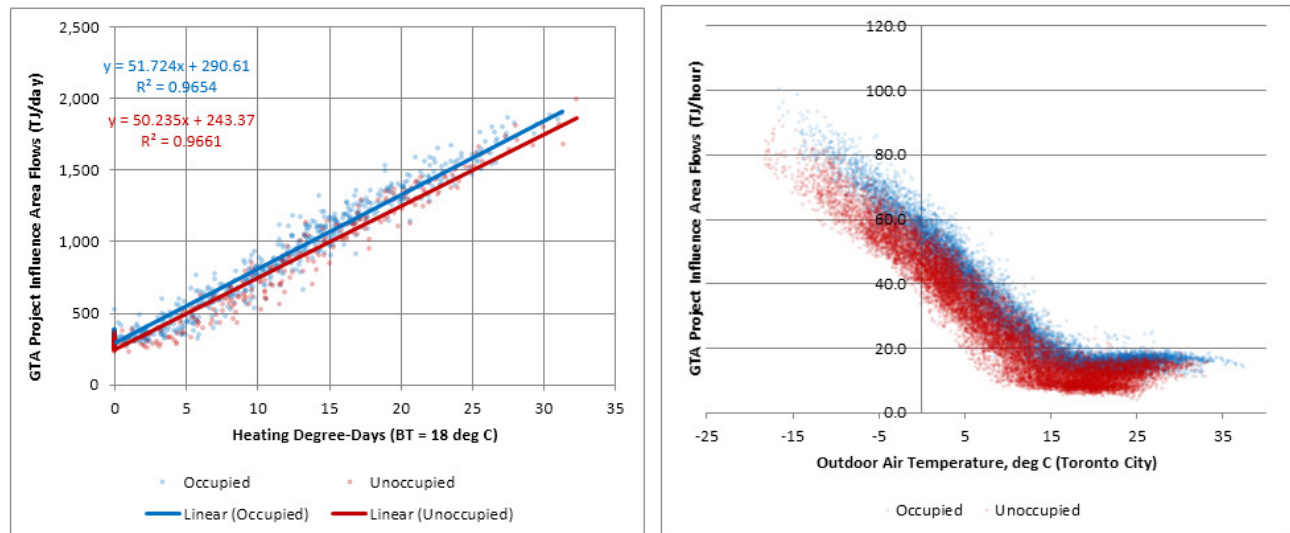 GTA Project Influence Area Flows (TJ/day)
2,500
2,000
1,500
1,000
500
0
y = 51.724x + 290.61
R² = 0.9654
y = 50.235x + 243.37
R² = 0.9661
0 5 10 15 20 25 30 35
Heating Degree-Days (BT = 18 deg C)
Occupied Unoccupied
Linear (Occupied) Linear (Unoccupied)
GTA Project Influence Area Flows (TJ/hour)
120.0
100.0
80.0
60.0
40.0
20.0
0.0
-25 -15 -5 5 15 25 35
Outdoor Air Temperature, deg C (Toronto City)
Occupied Unoccupied